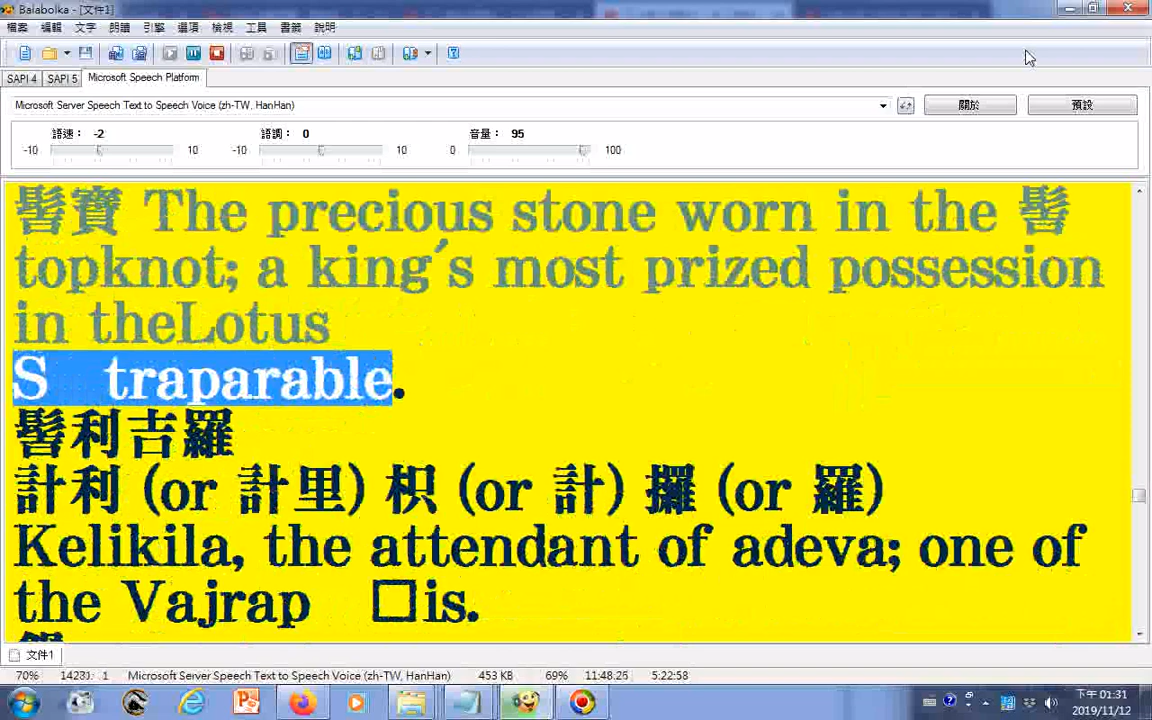 Balabolka - [文件1]
檔案 編輯 文字 朗讀 引擎 選項 檢視 工具 書籤 說明
SAPI 4 SAPI 5 Microsoft Speech Platform
Microsoft Server Speech Text to Speech Voice (zh-TW, HanHan) 關於 預設
語速： -2 語調： 0 音量： 95
-10 10 -10 10 0 100
髻寶 The precious stone worn in the 髻
topknot; a king's most prized possession
in theLotus
S traparable.
髻利吉羅
計利 (or 計里) 枳 (or 計) 攞 (or 羅)
Kelikila, the attendant of adeva; one of
the Vajrap □is.
文件1
70% Microsoft Server Speech Text to Speech Voice (zh-TW, HanHan) 453 KB 69% 11:48:25 5:22:58
下午 01:31
2019/11/12